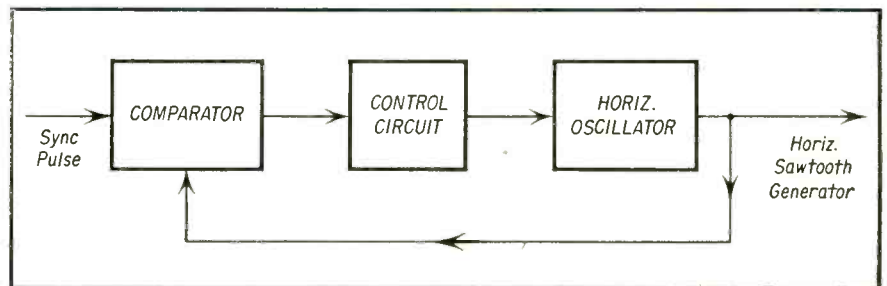 Sync
Pulse
COMPARATOR
CONTROL
CIRCUIT
HORIZ.
OSCILLATOR
Horiz.
Sawtooth
Generator